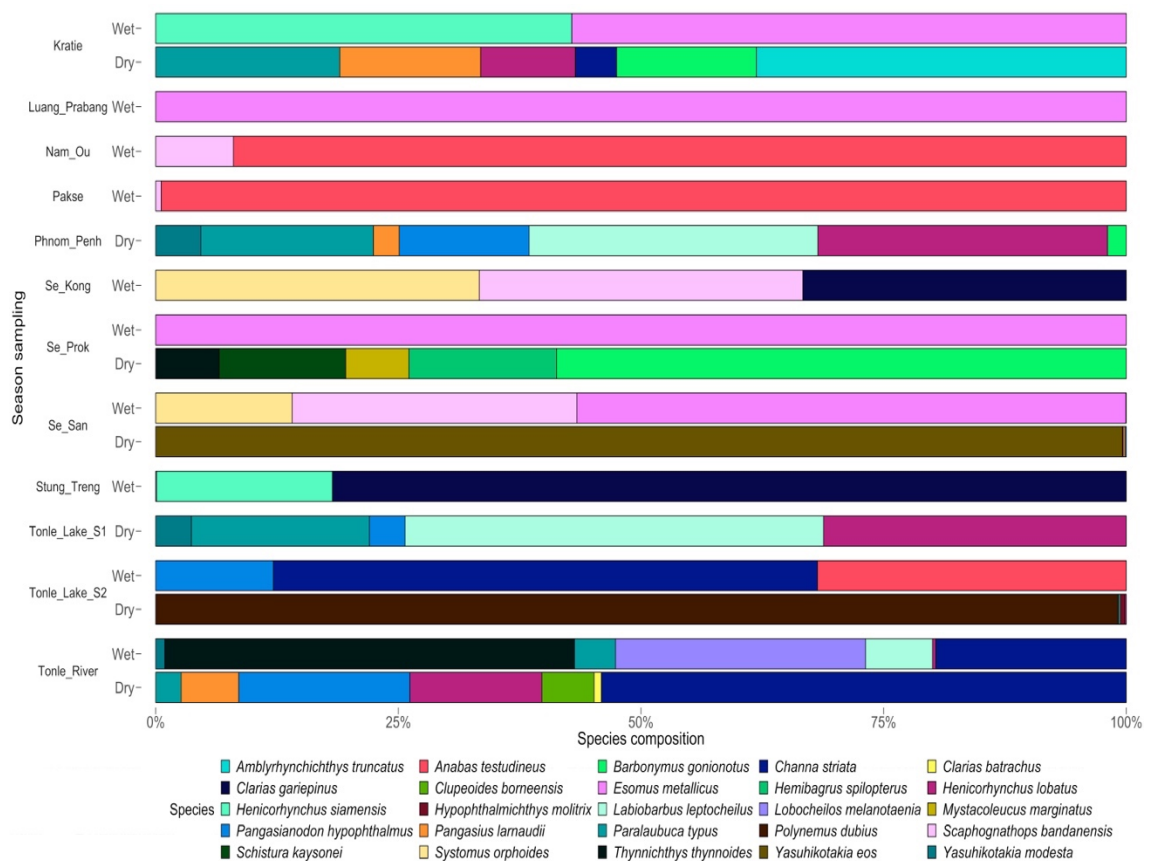 Kratie
Wet
Dry
Luang_Prabang Wet
Nam_Ou Wet
Pakse Wet
Phnom_Penh Dry
Se_Kong Wet
Se_Prok
Wet
Dry
Se_San
Wet
Dry
Stung_Treng Wet
Tonle_Lake_S1 Dry
Tonle_Lake_S2
Wet
Dry
Tonle_River
Wet
Dry
Season sampling
0% 25% 50% 75% 100%
Species composition
Species
Amblyrhynchichthys truncatus Anabas testudineus Barbonymus gonionotus Channa striata Clarias batrachus
Clarias gariepinus Clupeoides borneensis Esomus metallicus Hemibagrus spilopterus Henicorhynchus lobatus
Henicorhynchus siamensis Hypophthalmichthys molitrix Labiobarbus leptocheilus Lobocheilos melanotaenia Mystacoleucus marginatus
Pangasianodon hypophthalmus Pangasius larnaudii Paralaubuca typus Polynemus dubius Scaphognathops bandanensis
Schistura kaysonei Systomus orphoides Thynnichthys thynnoides Yasuhikotakia eos Yasuhikotakia modesta